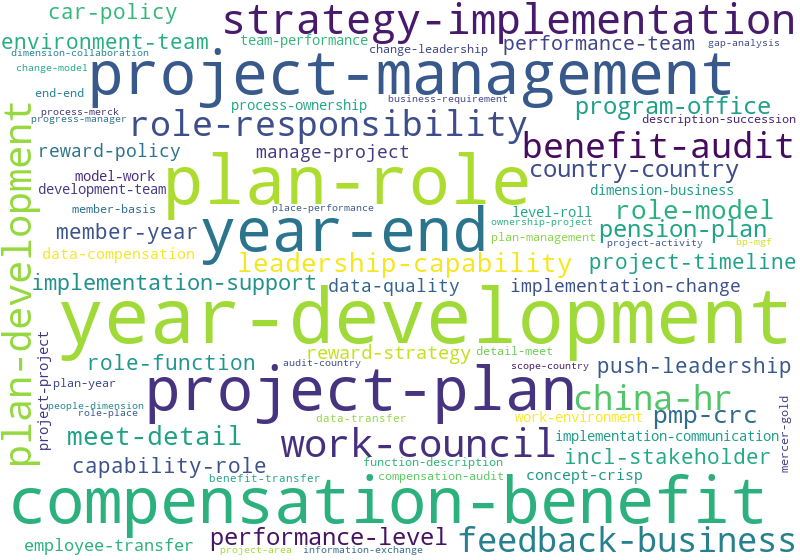 car-policy
strategy-implementation
environment-team
team-performance
change-leadership
performance-team
gap-analysis
dimension-collaboration
change-model
project-management
end-end
process-ownership
business-requirement
program-office
process-merck
progress-manager
role-responsibility
description-succession
reward-policy
manage-project
benefit-audit
country-country
model-work
development-team
plan-role
dimension-business
member-basis
place-performance
level-roll
role-model
member-year
year-end
ownership-project
pension-plan
plan-management
project-activity
bp-mgf
data-compensation
leadership-capability
project-timeline
implementation-support
data-quality
implementation-change
plan-development
year-development
project-project
reward-strategy
detail-meet
role-function
audit-country
scope-country
push-leadership
plan-year
project-plan
china-hr
people-dimension
role-place
data-transfer
work-environment
pmp-crc
mercer-gold
meet-detail
work-council
implementation-communication
capability-role
function-description
incl-stakeholder
benefit-transfer
compensation-audit
concept-crisp
compensation-benefit
employee-transfer
performance-level
feedback-business
project-area
information-exchange